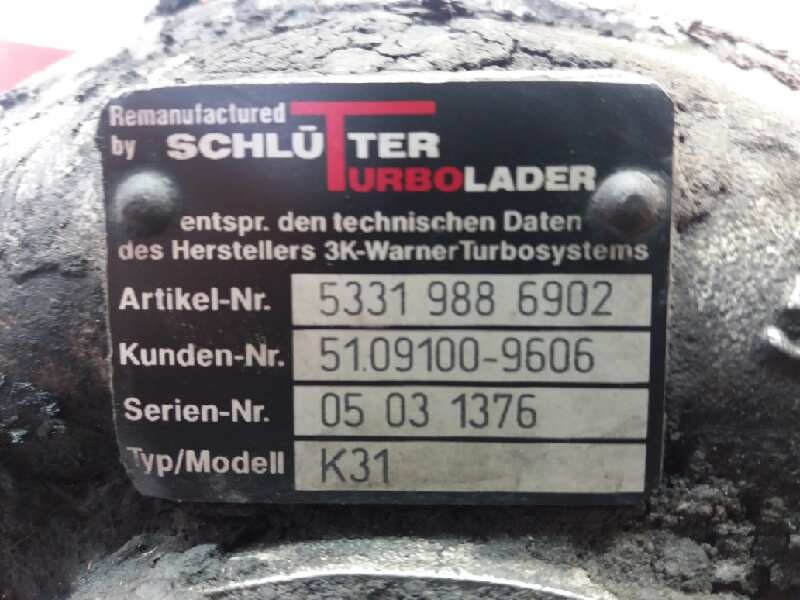 Remanufactured
by SCHLÜTTER
TURBOLADER
entspr. den technischen Daten
des Herstellers 3K-WarnerTurbosystems
Artikel-Nr. 5331 988 6902
Kunden-Nr. 51.09100-9606
Serien-Nr. 05 03 1376
Typ/Modell K31